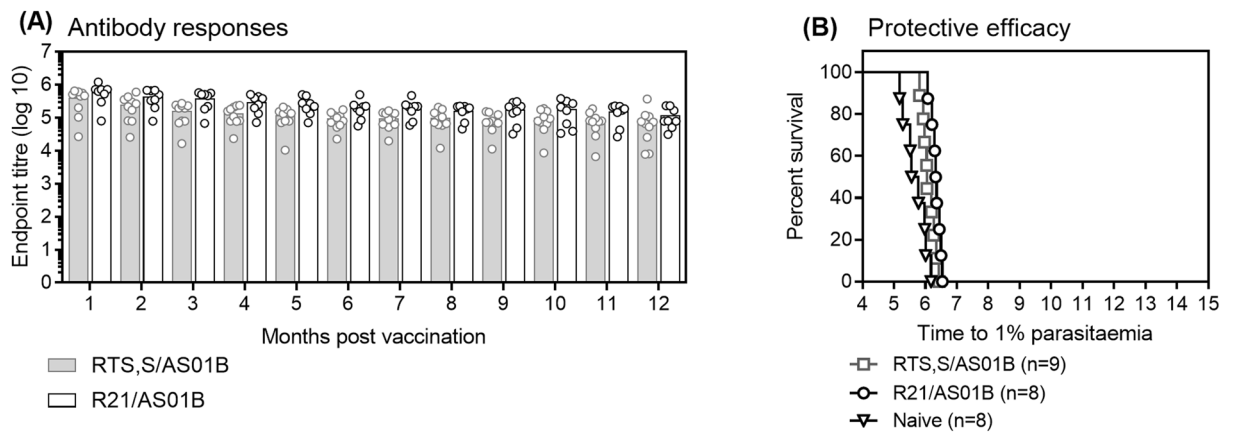 (A) Antibody responses
Endpoint titre (log 10)
7
6
5
4
3
2
1
0
1 2 3 4 5 6 7 8 9 10 11 12
Months post vaccination
RTS,S/AS01B
R21/AS01B
(B) Protective efficacy
Percent survival
100
80
60
40
20
0
4 5 6 7 8 9 10 11 12 13 14 15
Time to 1% parasitaemia
RTS,S/AS01B (n=9)
R21/AS01B (n=8)
Naive (n=8)